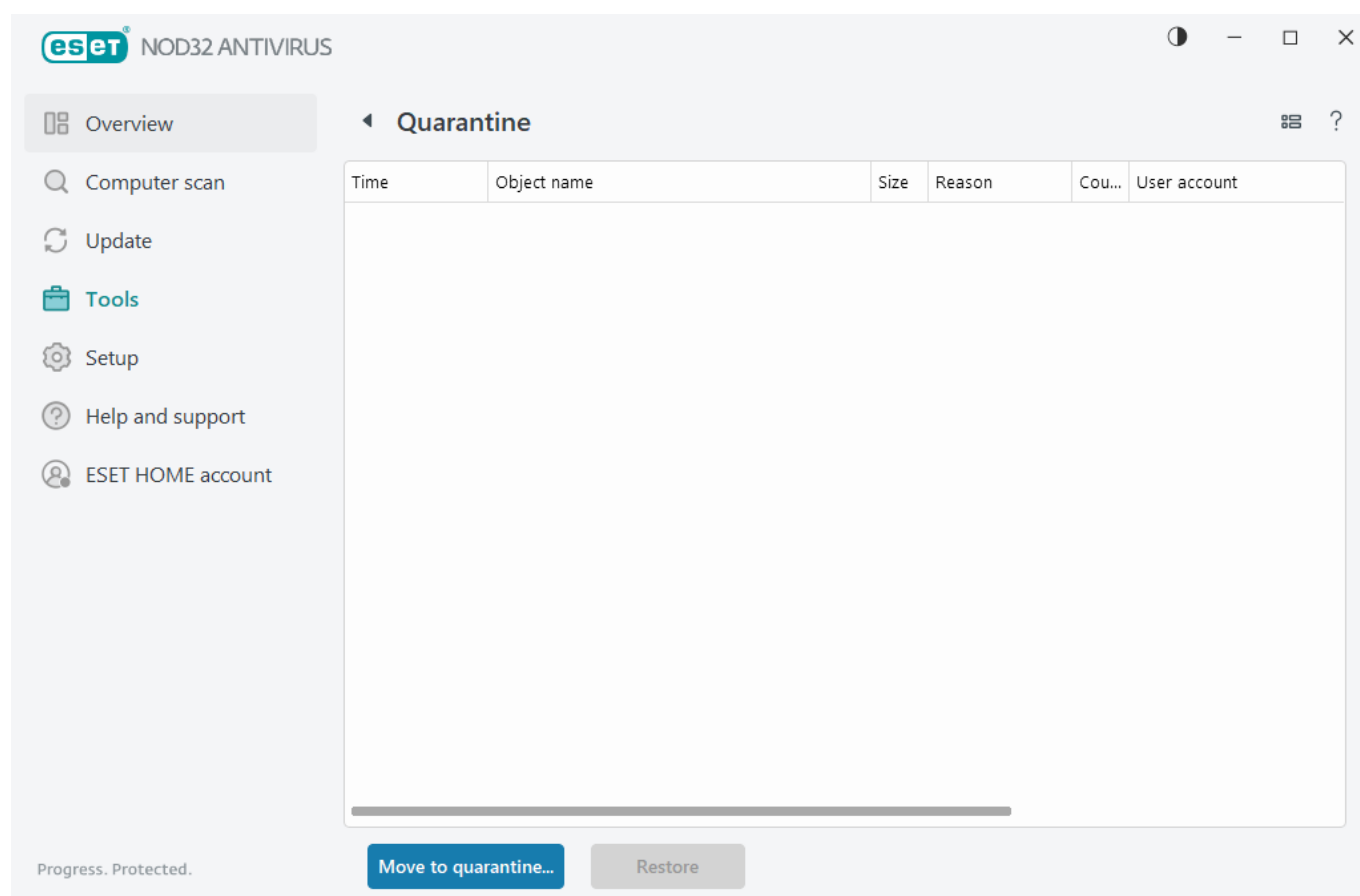 eset® NOD32 ANTIVIRUS
Overview
Computer scan
Update
Tools
Setup
Help and support
ESET HOME account
Progress. Protected.
Quarantine
?
Time Object name Size Reason Cou... User account
Move to quarantine... Restore